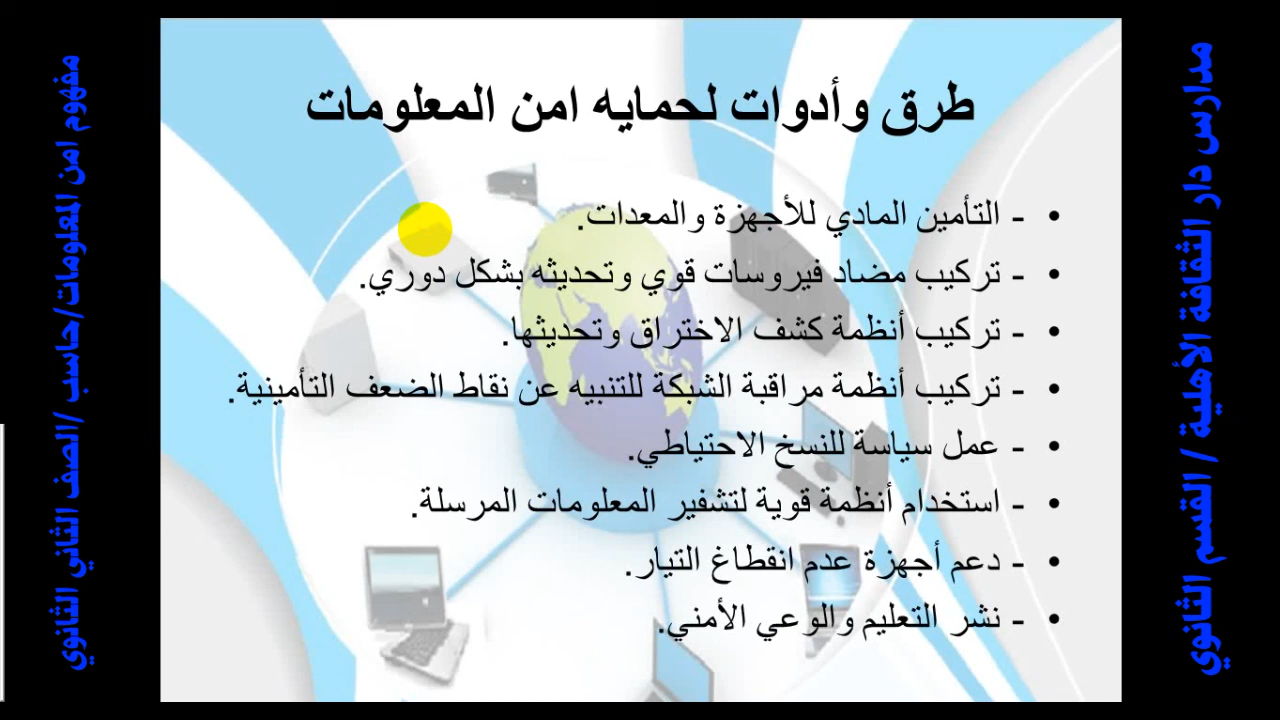 طرق وأدوات لحمايه امن المعلومات
• - التأمين المادي للأجهزة والمعدات.
• - تركيب مضاد فيروسات قوي وتحديثه بشكل دوري.
• - تركيب أنظمة كشف الاختراق وتحديثها.
• - تركيب أنظمة مراقبة الشبكة للتنبيه عن نقاط الضعف التأمينية.
• - عمل سياسة للنسخ الاحتياطي.
• - استخدام أنظمة قوية لتشفير المعلومات المرسلة.
• - دعم أجهزة عدم انقطاغ التيار.
• - نشر التعليم والوعي الأمني.
مدارس دار الثقافة الأهلية / القسم الثانوي
مفهوم امن المعلومات/حاسب /الصف الثاني الثانوي